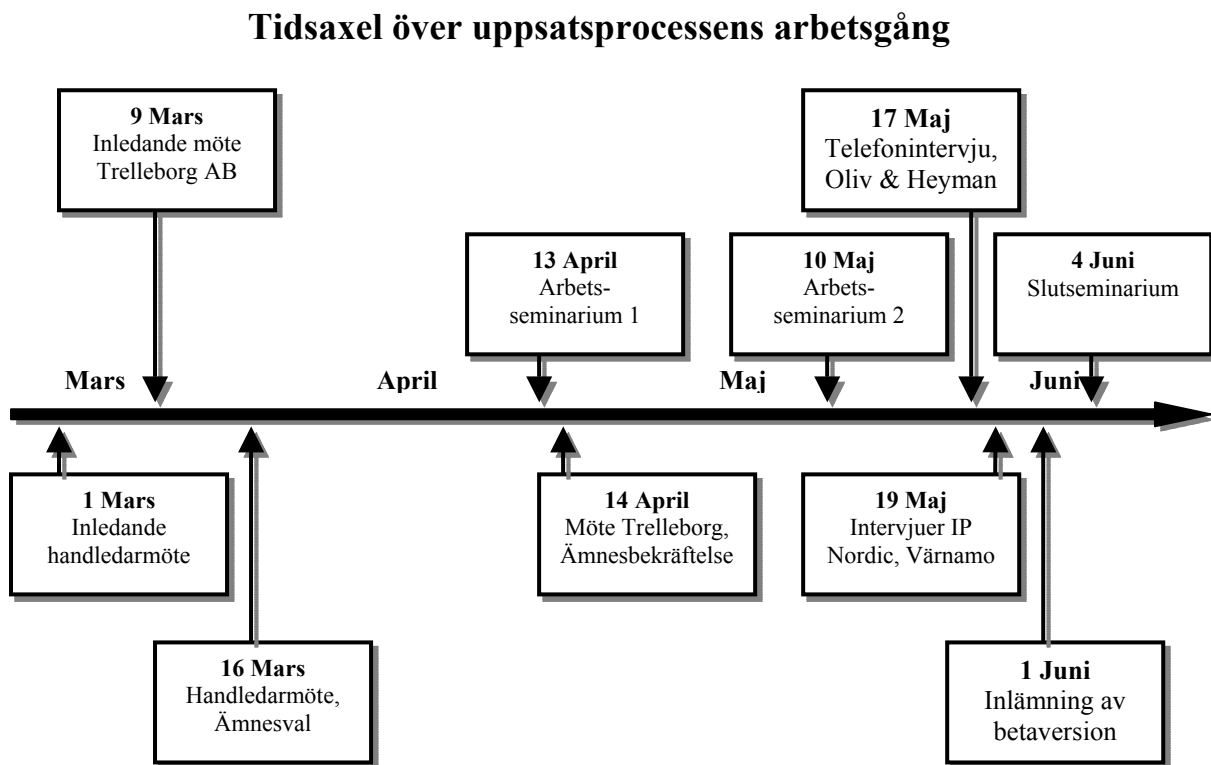 Tidsaxel över uppsatsprocessens arbetsgång
9 Mars
Inledande möte
Trelleborg AB
17 Maj
Telefonintervju,
Oliv & Heyman
13 April
Arbets-
seminarium 1
10 Maj
Arbets-
seminarium 2
4 Juni
Slutseminarium
Mars
April
Maj
Juni
1 Mars
Inledande
handledarmöte
14 April
Möte Trelleborg,
Ämnesbekräftelse
19 Maj
Intervjuer IP
Nordic, Värnamo
16 Mars
Handledarmöte,
Ämnesval
1 Juni
Inlämning av
betaversion